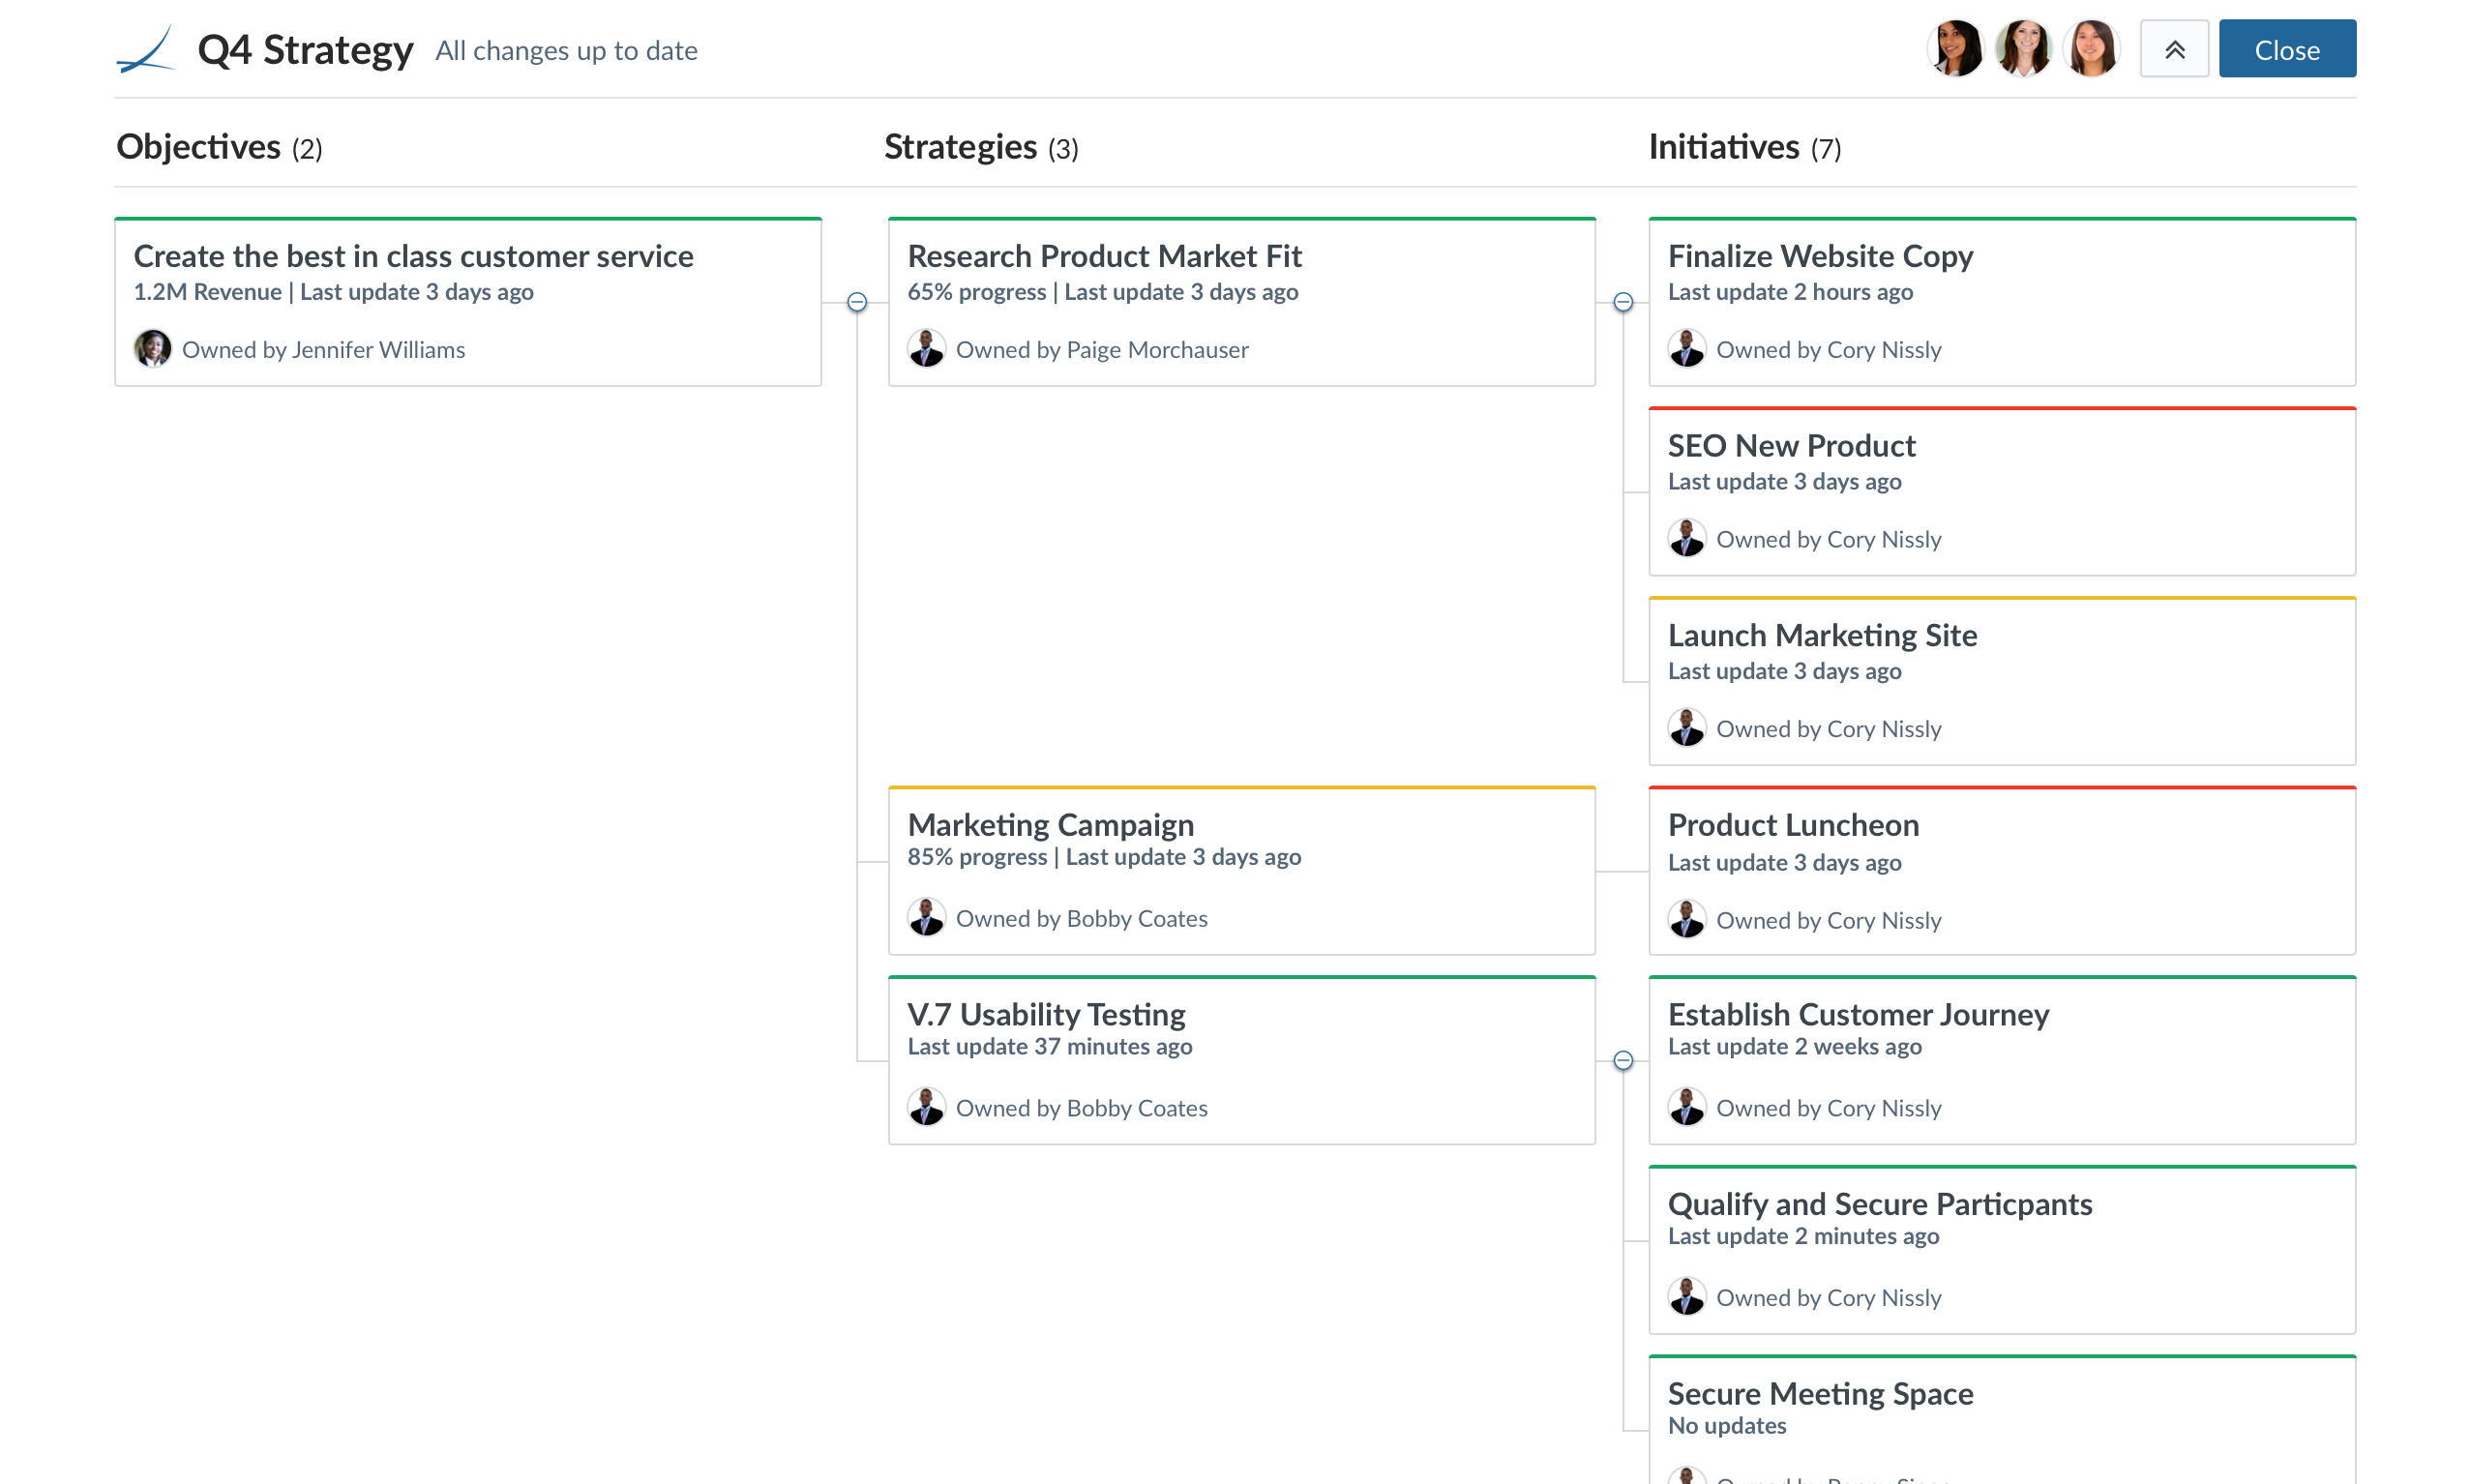 Q4 Strategy All changes up to date
Close
Objectives (2)
Strategies (3)
Initiatives (7)
Create the best in class customer service
1.2M Revenue | Last update 3 days ago
Owned by Jennifer Williams
Research Product Market Fit
65% progress | Last update 3 days ago
Owned by Paige Morchauser
Finalize Website Copy
Last update 2 hours ago
Owned by Cory Nissly
SEO New Product
Last update 3 days ago
Owned by Cory Nissly
Launch Marketing Site
Last update 3 days ago
Owned by Cory Nissly
Marketing Campaign
85% progress | Last update 3 days ago
Owned by Bobby Coates
Product Luncheon
Last update 3 days ago
Owned by Cory Nissly
V.7 Usability Testing
Last update 37 minutes ago
Owned by Bobby Coates
Establish Customer Journey
Last update 2 weeks ago
Owned by Cory Nissly
Qualify and Secure Particpants
Last update 2 minutes ago
Owned by Cory Nissly
Secure Meeting Space
No updates